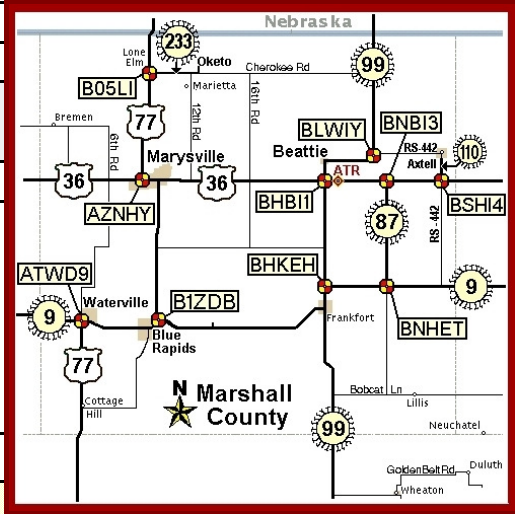 Nebraska
233
Lone
Elm
Oketo
Cherokee Rd
99
B05LI
Marietta
12th Rd
16th Rd
77
BLWIY
BNBI3
Bremen
6th Rd
Marysville
Beattie
RS-442
110
Axtell
ATR
36
36
AZNHY
BHBI1
87
RS-442
BSHI4
ATWD9
BHKEH
9
Waterville
B1ZDB
9
Blue
Rapids
Frankfort
BNHET
77
N
Marshall
County
Bobcat Ln
Lillis
Cottage
Hill
99
Neuchatel
GoldenBelt Rd
Duluth
Wheaton